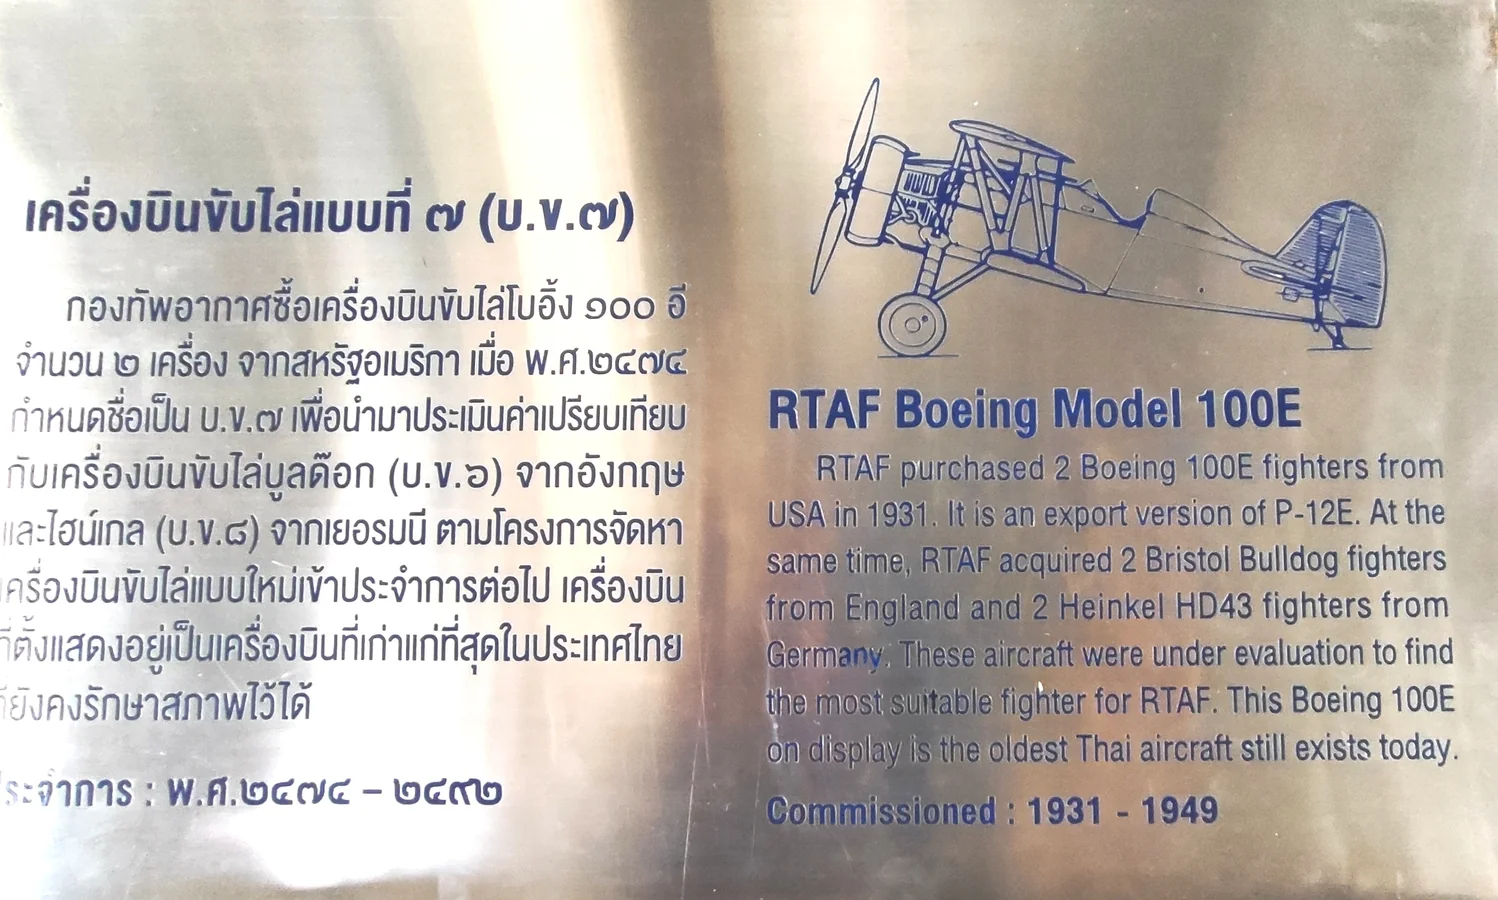 เครื่องบินขับไล่แบบที่ ๗ (บ.ข.๗)
กองทัพอากาศซื้อเครื่องบินขับไล่โบอิ้ง ๑๐๐ อี
จำนวน ๒ เครื่อง จากสหรัฐอเมริกา เมื่อ พ.ศ.๒๔๗๔
กำหนดชื่อเป็น บ.ข.๗ เพื่อนำมาประเมินค่าเปรียบเทียบ
กับเครื่องบินขับไล่บูลด๊อก (บ.ข.๖) จากอังกฤษ
และไฮน์เกล (บ.ข.๘) จากเยอรมนี ตามโครงการจัดหา
เครื่องบินขับไล่แบบใหม่เข้าประจำการต่อไป เครื่องบิน
ที่ตั้งแสดงอยู่เป็นเครื่องบินที่เก่าแก่ที่สุดในประเทศไทย
ที่ยังคงรักษาสภาพไว้ได้
ประจำการ : พ.ศ.๒๔๗๔ – ๒๔๙๒
RTAF Boeing Model 100E
RTAF purchased 2 Boeing 100E fighters from
USA in 1931. It is an export version of P-12E. At the
same time, RTAF acquired 2 Bristol Bulldog fighters
from England and 2 Heinkel HD43 fighters from
Germany. These aircraft were under evaluation to find
the most suitable fighter for RTAF. This Boeing 100E
on display is the oldest Thai aircraft still exists today.
Commissioned : 1931 - 1949